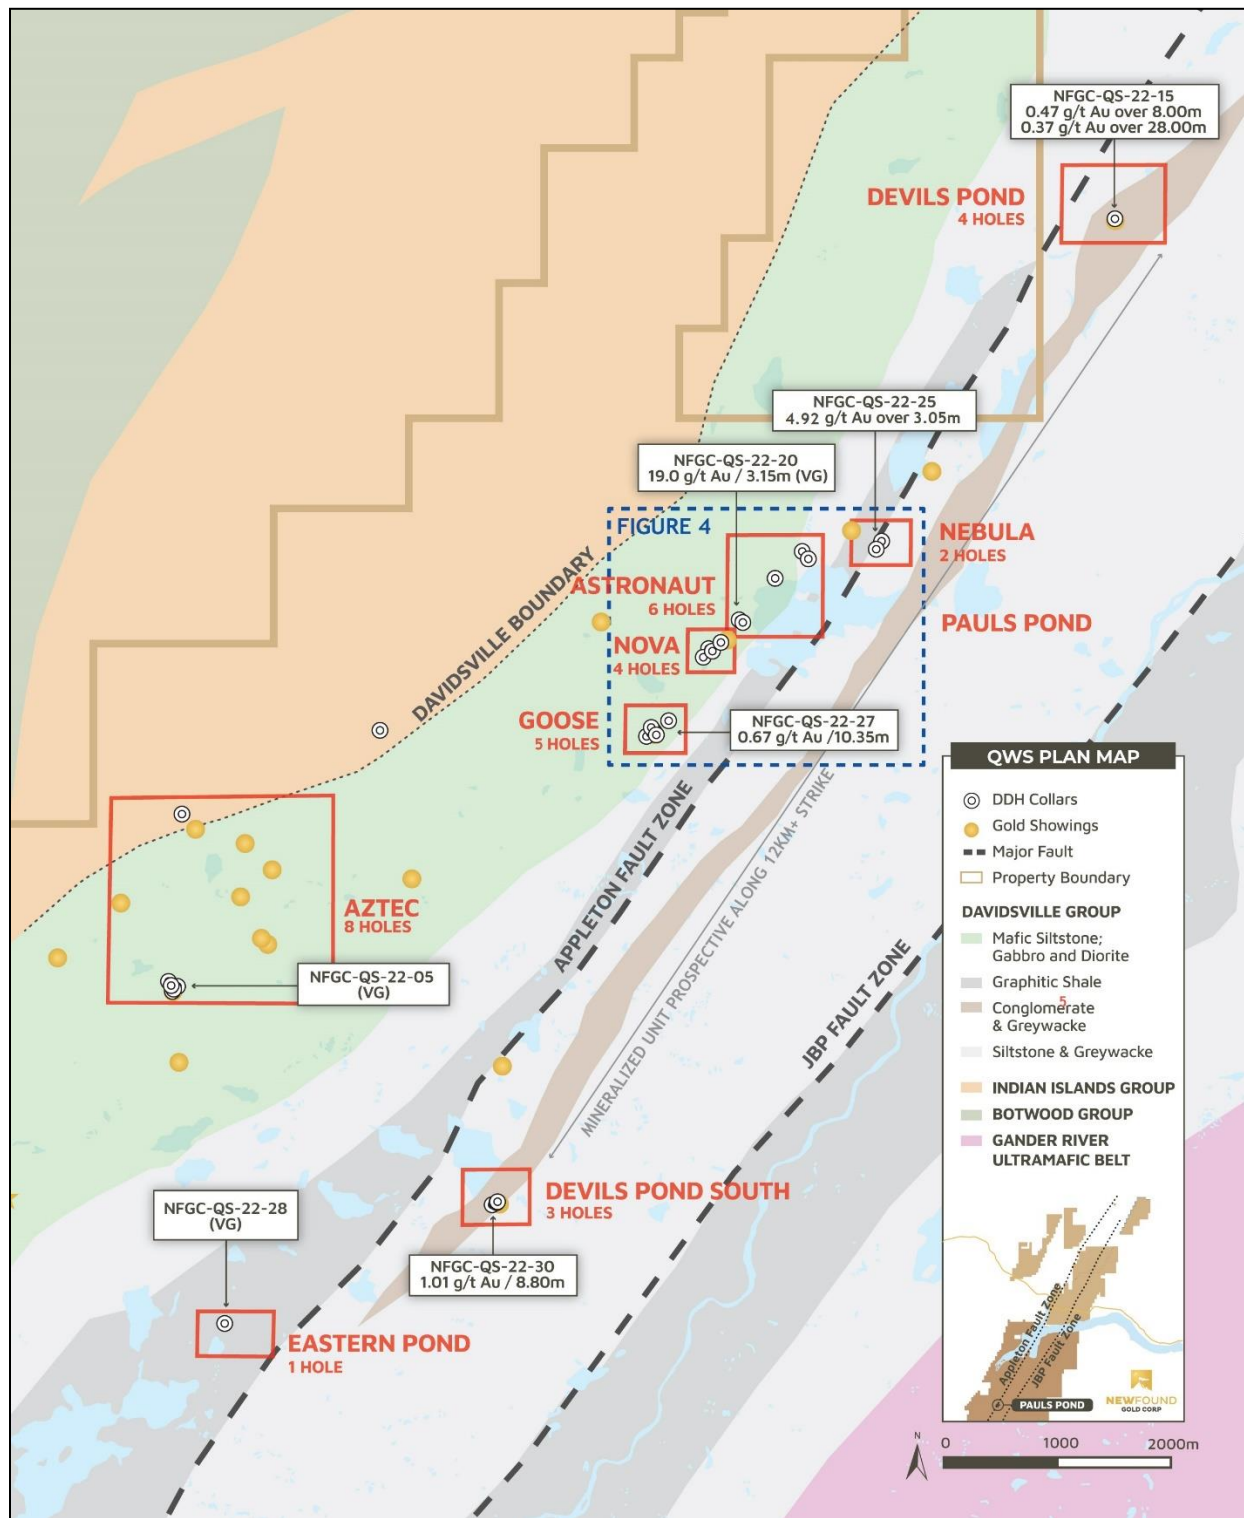 NFGC-QS-22-15
0.47 g/t Au over 8.00m
0.37 g/t Au over 28.00m
DEVILS POND
4 HOLES
NFGC-QS-22-25
4.92 g/t Au over 3.05m
NFGC-QS-22-20
19.0 g/t Au / 3.15m (VG)
FIGURE 4
NEBULA
2 HOLES
ASTRONAUT
6 HOLES
PAULS POND
NOVA
4 HOLES
DAVIDSVILLE BOUNDARY
GOOSE
5 HOLES
NFGC-QS-22-27
0.67 g/t Au /10.35m
APPLETON FAULT ZONE
MINERALIZED UNIT PROSPECTIVE ALONG 12KM+ STRIKE
JBP FAULT ZONE
AZTEC
8 HOLES
NFGC-QS-22-05
(VG)
DEVILS POND SOUTH
3 HOLES
NFGC-QS-22-28
(VG)
NFGC-QS-22-30
1.01 g/t Au / 8.80m
EASTERN POND
1 HOLE
QWS PLAN MAP
DDH Collars
Gold Showings
Major Fault
Property Boundary
DAVIDSVILLE GROUP
Mafic Siltstone;
Gabbro and Diorite
Graphitic Shale
5
Conglomerate
& Greywacke
Siltstone & Greywacke
INDIAN ISLANDS GROUP
BOTWOOD GROUP
GANDER RIVER
ULTRAMAFIC BELT
Appleton Fault Zone
JBP Fault Zone
PAULS POND
NEWFOUND
GOLD CORP
N
0 1000 2000m